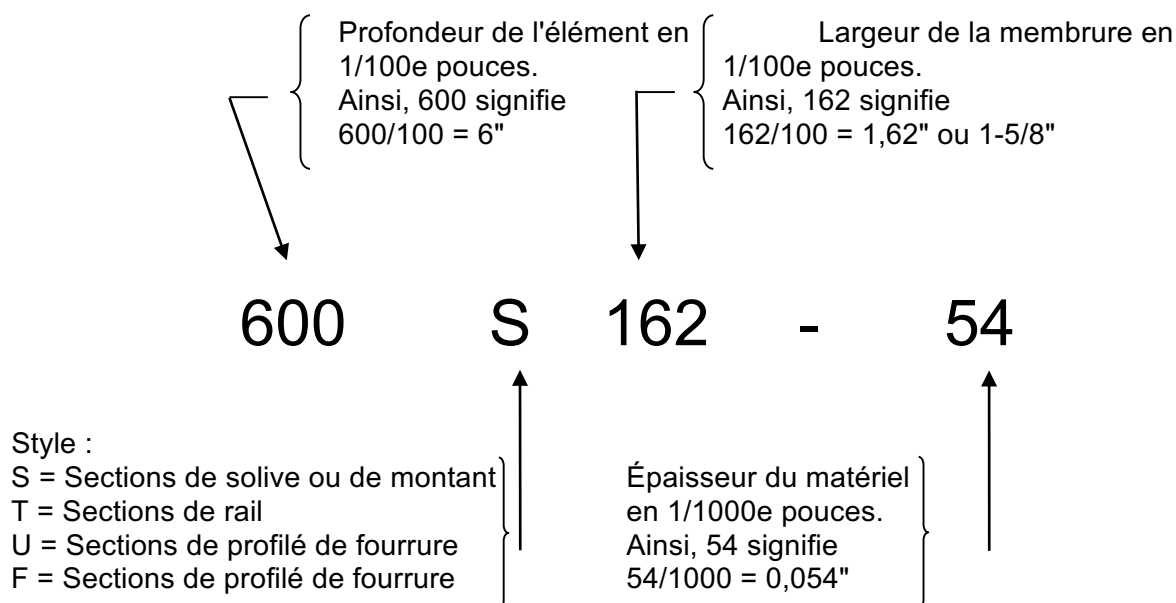 Profondeur de l'élément en
1/100e pouces.
Ainsi, 600 signifie
600/100 = 6"
Largeur de la membrure en
1/100e pouces.
Ainsi, 162 signifie
162/100 = 1,62" ou 1-5/8"
600 S 162 - 54
Style :
S = Sections de solive ou de montant
T = Sections de rail
U = Sections de profilé de fourrure
F = Sections de profilé de fourrure
Épaisseur du matériel
en 1/1000e pouces.
Ainsi, 54 signifie
54/1000 = 0,054"